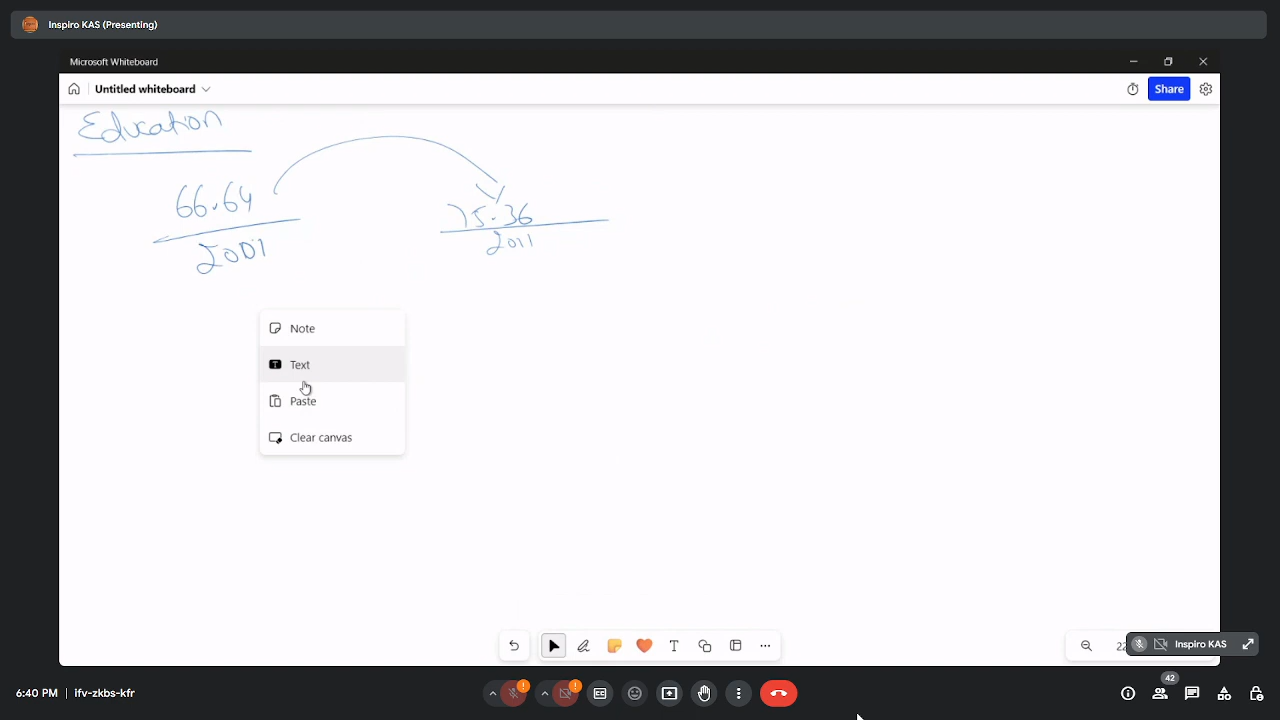 Inspiro KAS (Presenting)
Microsoft Whiteboard
Untitled whiteboard
Share
Education
66.64
2001
75.36
2011
Note
Text
Paste
Clear canvas
T
Inspiro KAS
6:40 PM | lfv-zkbs-kfr
42